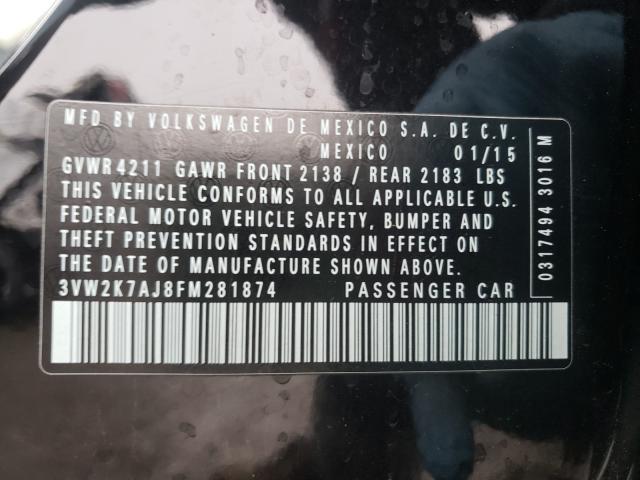 MFD BY VOLKSWAGEN DE MEXICO S.A. DE C.V.
MEXICO 01/15
GVWR 4211 GAWR FRONT 2138 / REAR 2183 LBS
THIS VEHICLE CONFORMS TO ALL APPLICABLE U.S.
FEDERAL MOTOR VEHICLE SAFETY, BUMPER AND
THEFT PREVENTION STANDARDS IN EFFECT ON
THE DATE OF MANUFACTURE SHOWN ABOVE.
3VW2K7AJ8FM281874 PASSENGER CAR
0317494 3016 M